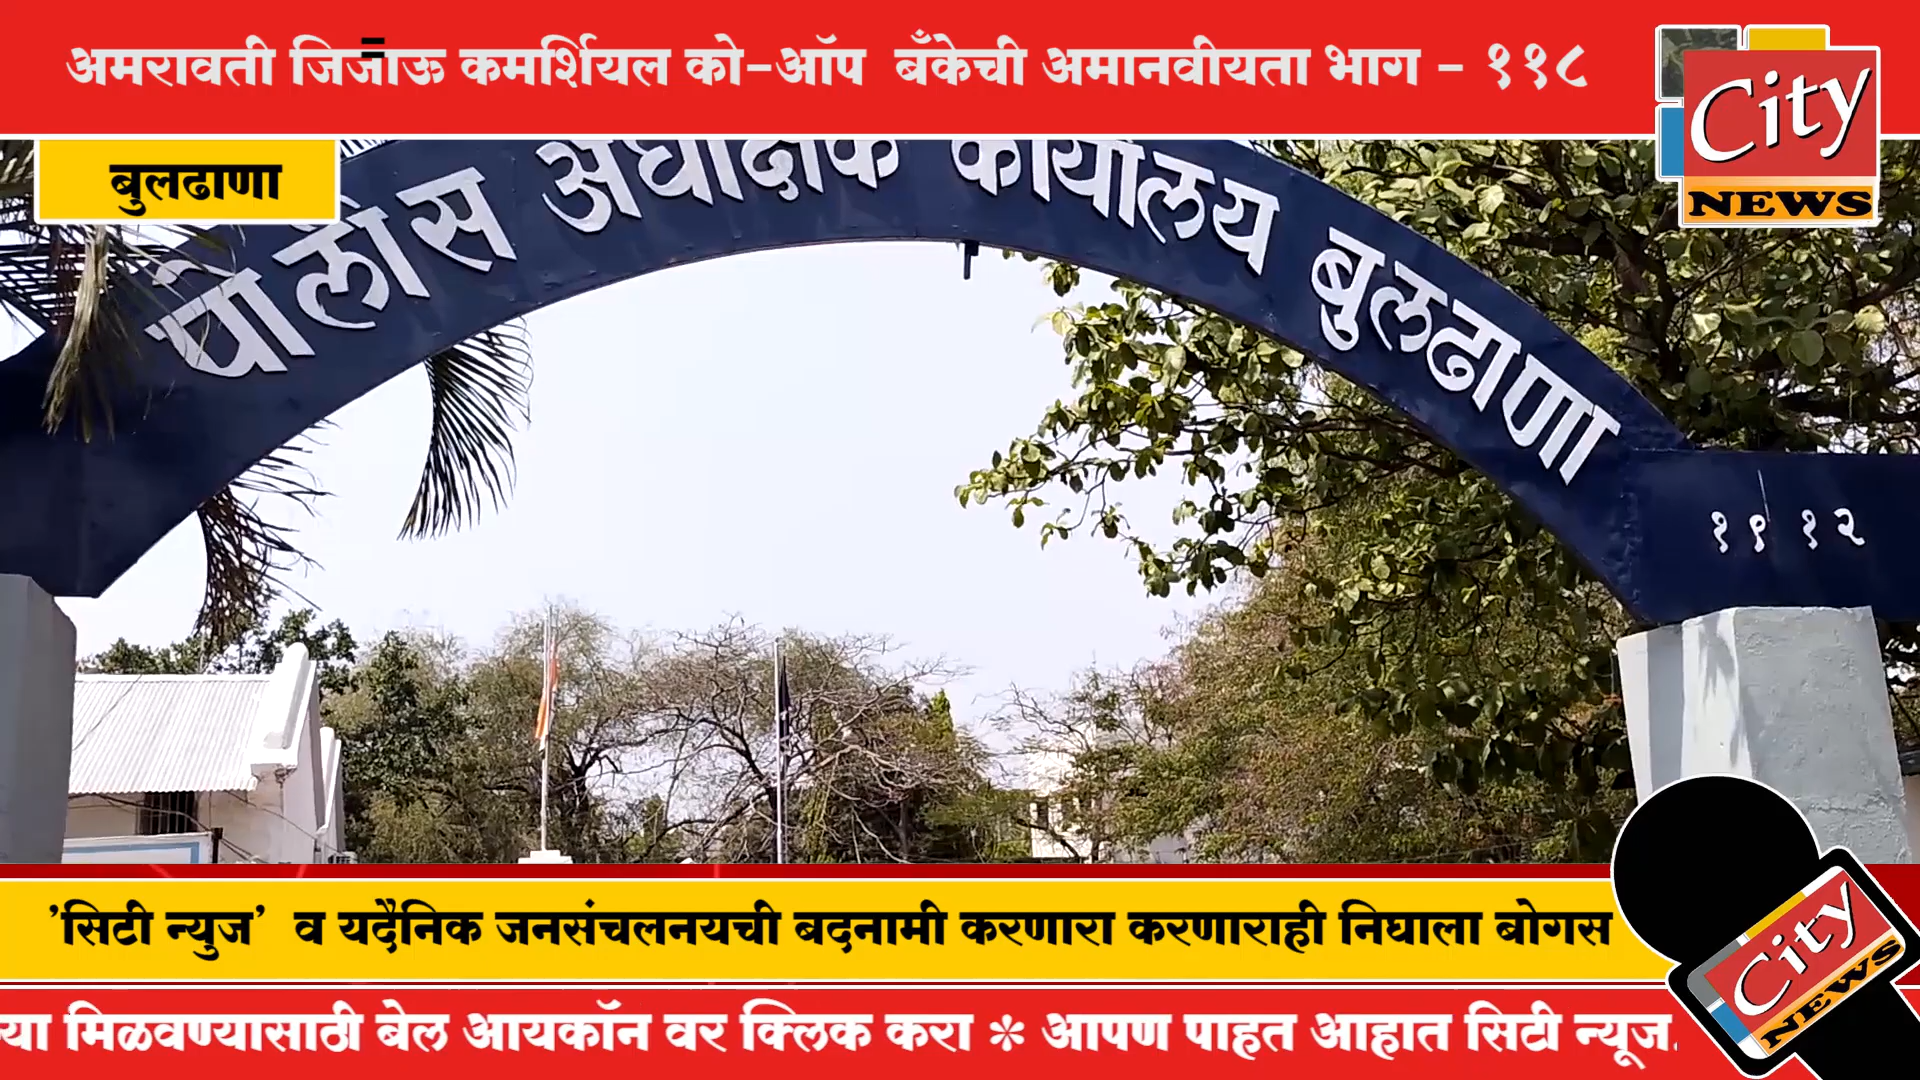 अमरावती जिजाऊ कमर्शियल को-ऑप बँकेची अमानवीयता भाग - ११८
City
NEWS
बुलढाणा
पोलीस अधीक्षक कार्यालय बुलढाणा
१९१२
'सिटी न्युज' व यदैनिक जनसंचलनयची बदनामी करणारा करणाराही निघाला बोगस
City
NEWS
्या मिळवण्यासाठी बेल आयकॉन वर क्लिक करा * आपण पाहत आहात सिटी न्यूज.